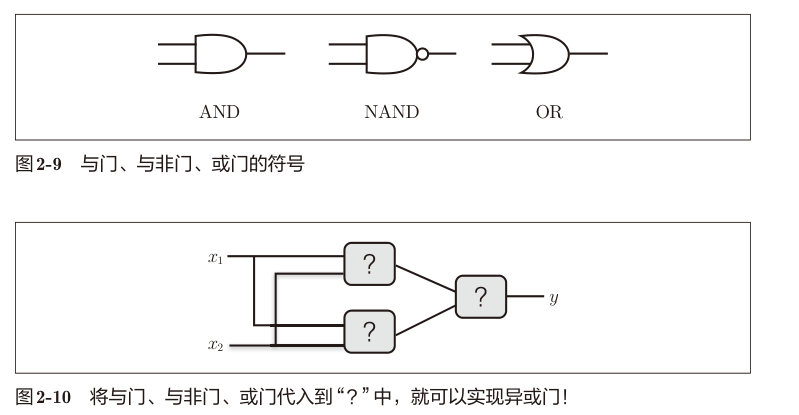 AND NAND OR
图2-9 与门、与非门、或门的符号
x₁ ?
? y
x₂ ?
图2-10 将与门、与非门、或门代入到“？”中，就可以实现异或门！